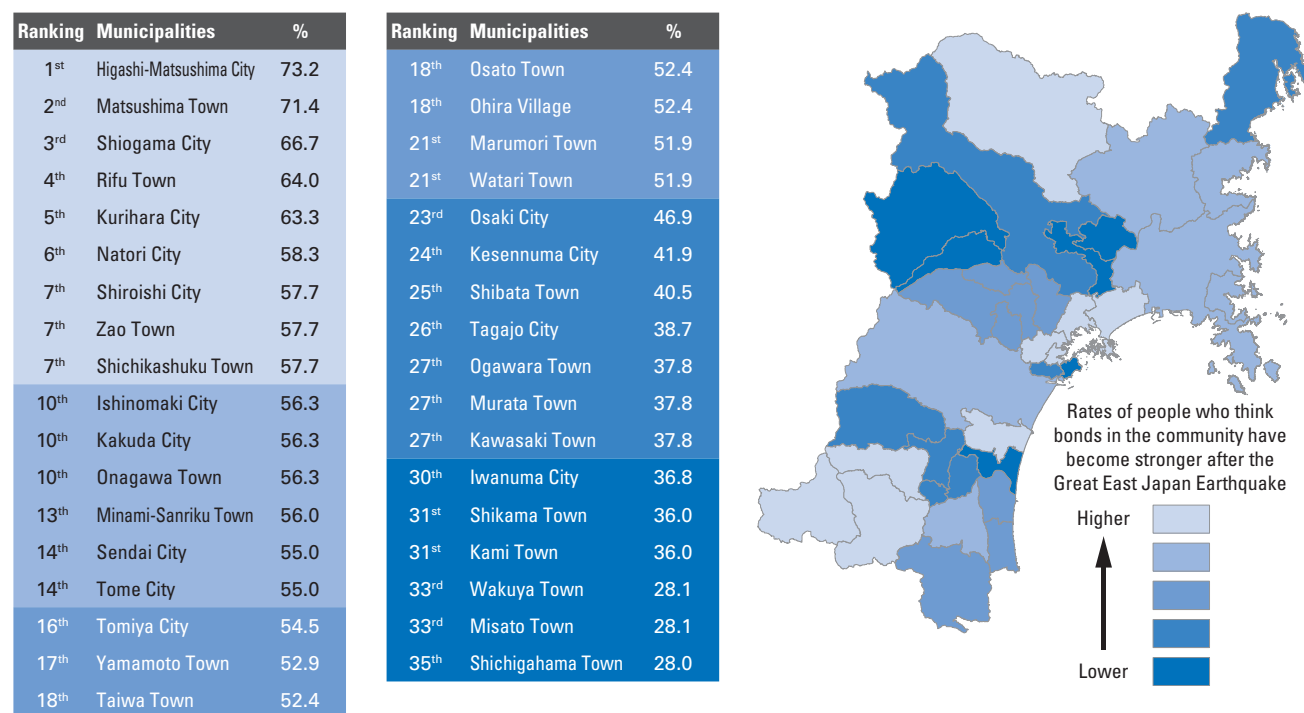 Ranking Municipalities %
1st Higashi-Matsushima City 73.2
2nd Matsushima Town 71.4
3rd Shiogama City 66.7
4th Rifu Town 64.0
5th Kurihara City 63.3
6th Natori City 58.3
7th Shiroishi City 57.7
7th Zao Town 57.7
7th Shichikashuku Town 57.7
10th Ishinomaki City 56.3
10th Kakuda City 56.3
10th Onagawa Town 56.3
13th Minami-Sanriku Town 56.0
14th Sendai City 55.0
14th Tome City 55.0
16th Tomiya City 54.5
17th Yamamoto Town 52.9
18th Taiwa Town 52.4
Ranking Municipalities %
18th Osato Town 52.4
18th Ohira Village 52.4
21st Marumori Town 51.9
21st Watari Town 51.9
23rd Osaki City 46.9
24th Kesennuma City 41.9
25th Shibata Town 40.5
26th Tagajo City 38.7
27th Ogawara Town 37.8
27th Murata Town 37.8
27th Kawasaki Town 37.8
30th Iwanuma City 36.8
31st Shikama Town 36.0
31st Kami Town 36.0
33rd Wakuya Town 28.1
33rd Misato Town 28.1
35th Shichigahama Town 28.0
Rates of people who think
bonds in the community have
become stronger after the
Great East Japan Earthquake
Higher
Lower